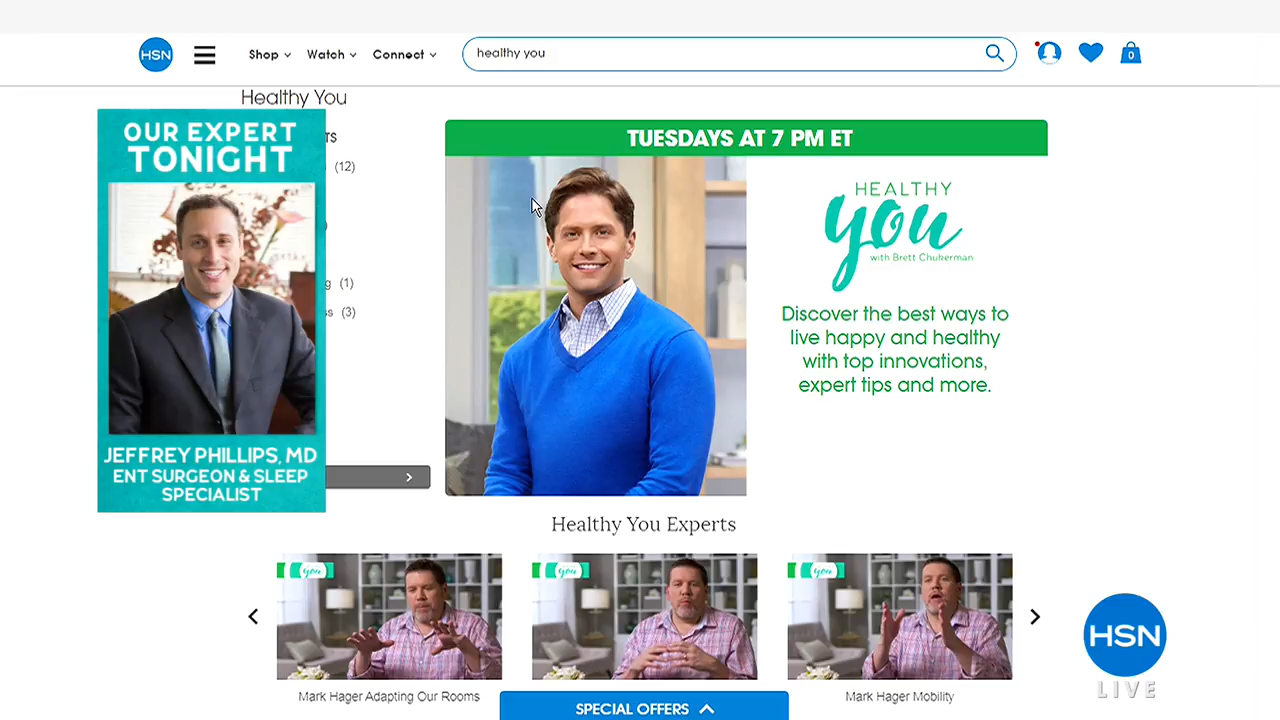 HSN
Shop
Watch
Connect
healthy you
0
Healthy You
OUR EXPERT
TONIGHT
TS
(12)
)
g (1)
ss (3)
JEFFREY PHILLIPS, MD
ENT SURGEON & SLEEP
SPECIALIST
TUESDAYS AT 7 PM ET
HEALTHY
you
with Brett Chukerman
Discover the best ways to
live happy and healthy
with top innovations,
expert tips and more.
Healthy You Experts
you
you
you
Mark Hager Adapting Our Rooms
Mark Hager Mobility
SPECIAL OFFERS
HSN
LIVE